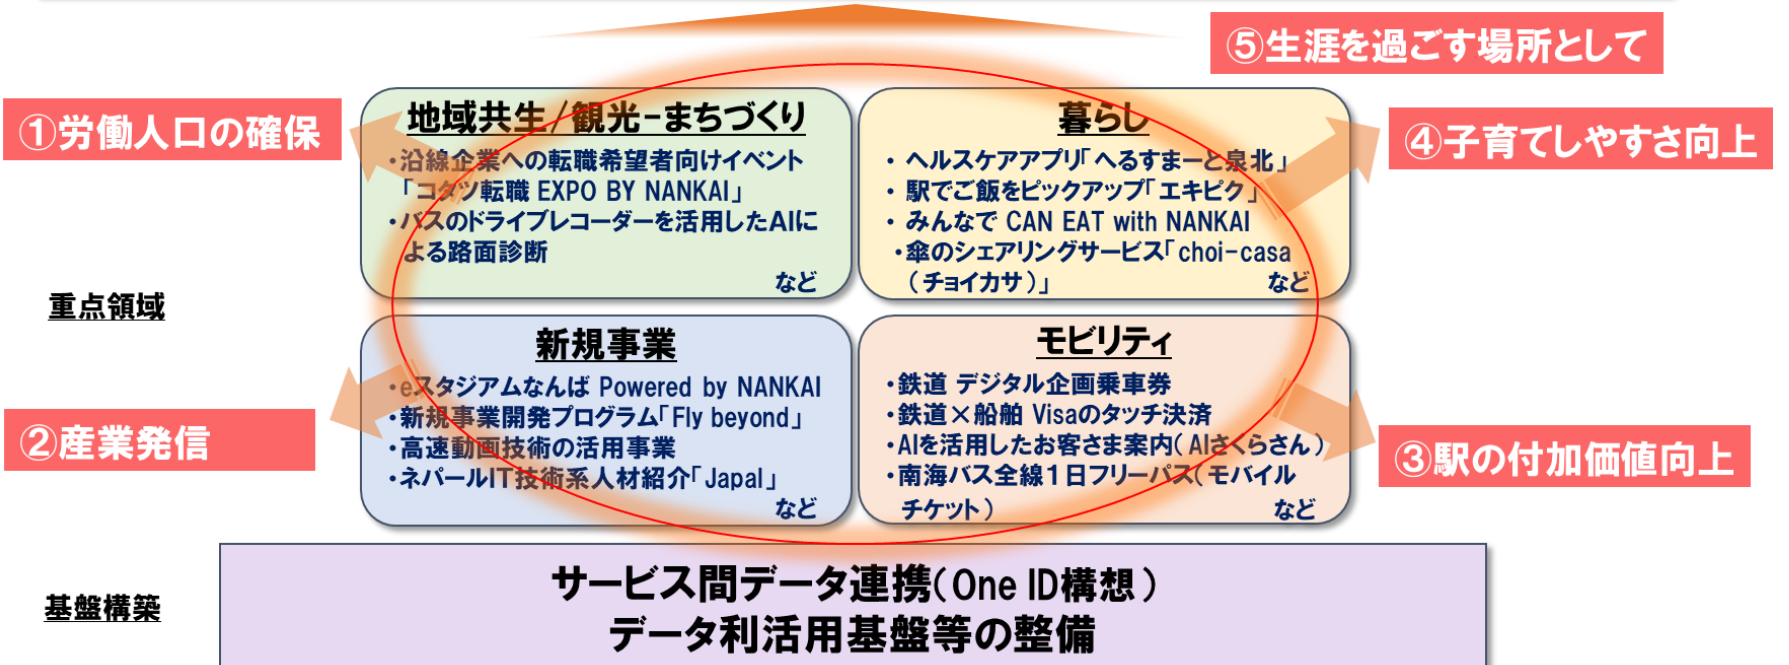 ⑤生涯を過ごす場所として
①労働人口の確保
④子育てしやすさ向上
地域共生/観光-まちづくり
・沿線企業への転職希望者向けイベント
「コタツ転職 EXPO BY NANKAI」
・バスのドライブレコーダーを活用したAIに
よる路面診断
など
暮らし
・ ヘルスケアアプリ「へるすまーと泉北」
・ 駅でご飯をピックアップ「エキピク」
・ みんなで CAN EAT with NANKAI
・傘のシェアリングサービス「choi-casa
（チョイカサ）」
など
重点領域
新規事業
・eスタジアムなんば Powered by NANKAI
・新規事業開発プログラム「Fly beyond」
・高速動画技術の活用事業
・ネパールIT技術系人材紹介「Japal」
など
モビリティ
・鉄道 デジタル企画乗車券
・鉄道×船舶 Visaのタッチ決済
・AIを活用したお客さま案内（AIさくらさん）
・南海バス全線１日フリーパス（モバイル
チケット）
など
②産業発信
③駅の付加価値向上
基盤構築
サービス間データ連携（One ID構想）
データ利活用基盤等の整備